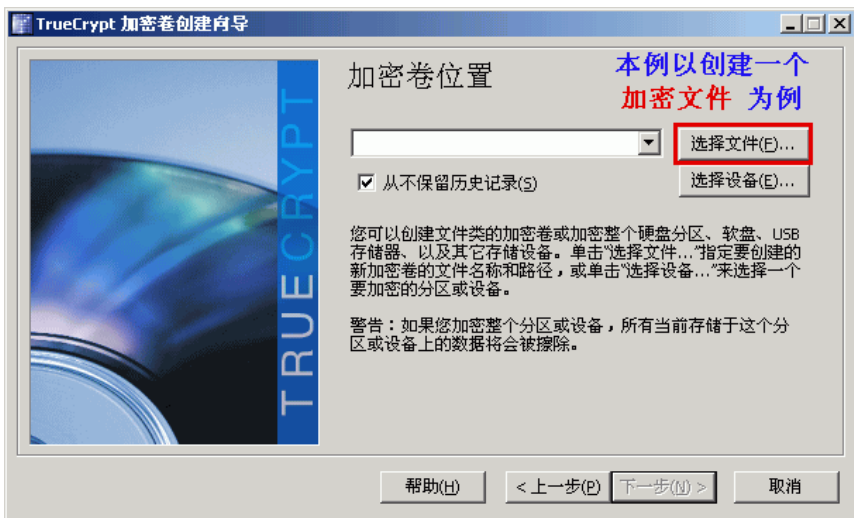 TrueCrypt 加密卷创建向导
加密卷位置
本例以创建一个
加密文件 为例
选择文件(F)...
从不保留历史记录(S)
选择设备(E)...
您可以创建文件类的加密卷或加密整个硬盘分区、软盘、USB
存储器、以及其它存储设备。单击“选择文件...”指定要创建的
新加密卷的文件名称和路径，或单击“选择设备...”来选择一个
要加密的分区或设备。
警告：如果您加密整个分区或设备，所有当前存储于这个分
区或设备上的数据将会被擦除。
TRUECRYPT
帮助(H)
< 上一步(P)
下一步(N) >
取消